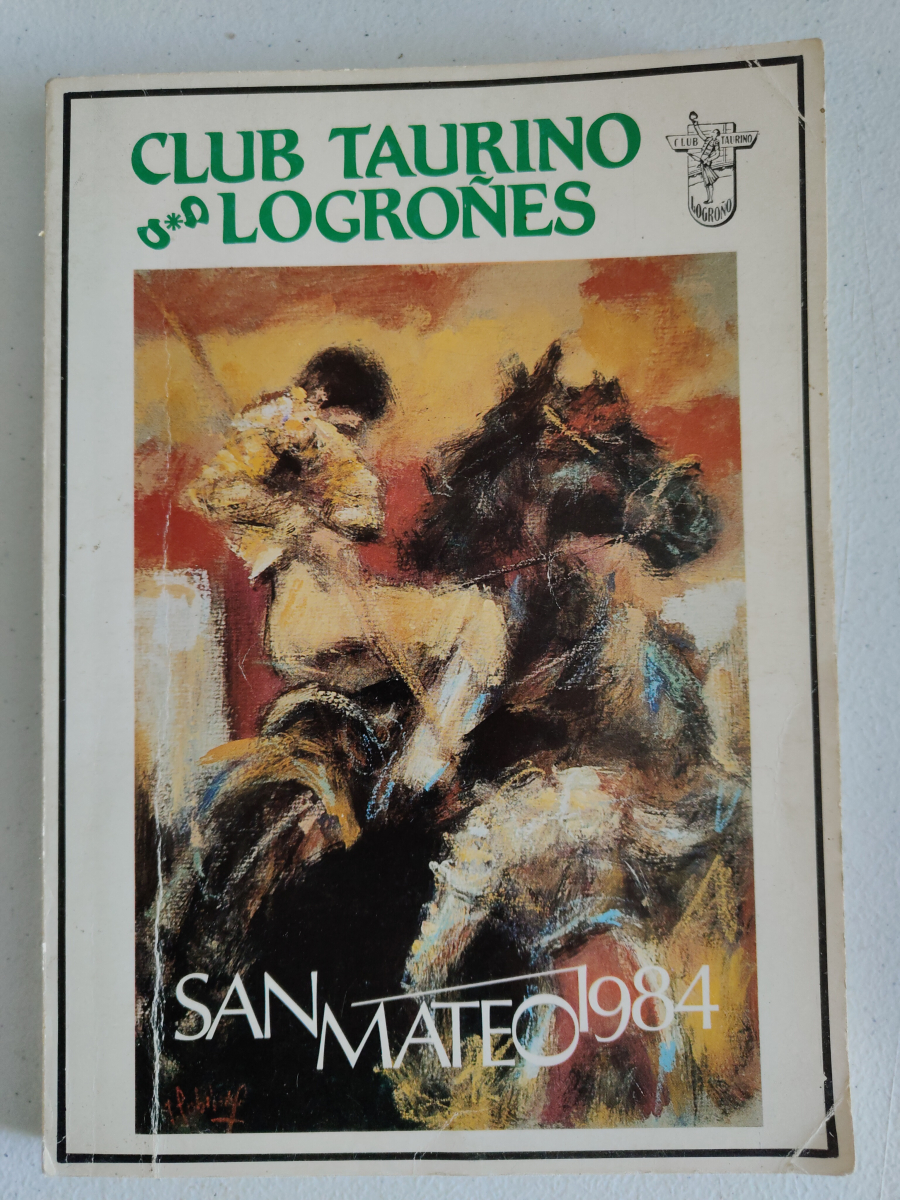 CLUB TAURINO
LOGROÑES
CLUB TAURINO
LOGROÑO
SAN MATEO 1984